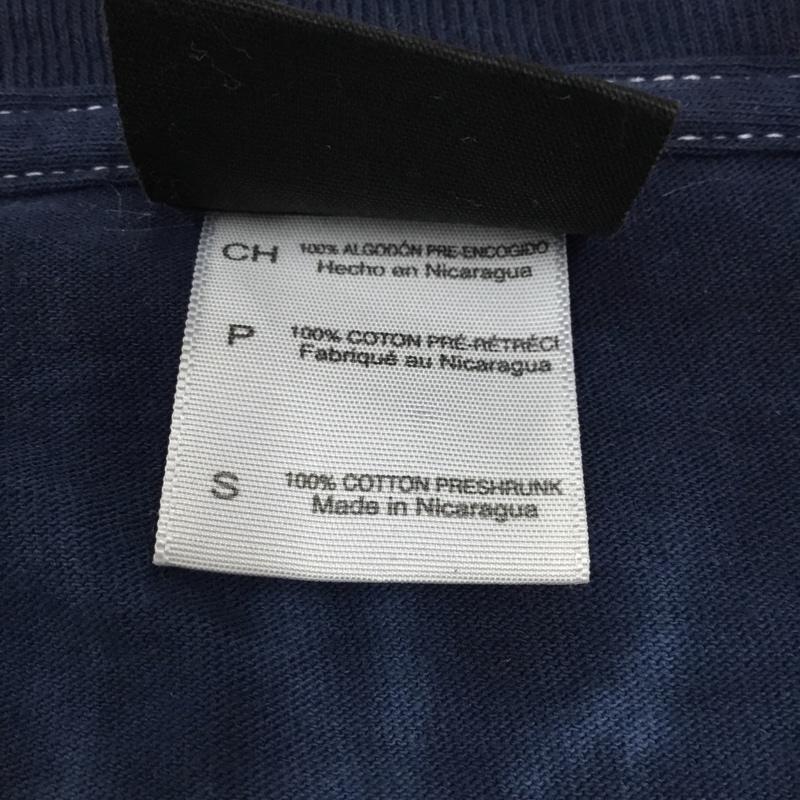 CH 100% ALGODÓN PRE-ENCOGIDO
Hecho en Nicaragua
P 100% COTON PRÉ-RÉTRÉCI
Fabriqué au Nicaragua
S 100% COTTON PRESHRUNK
Made in Nicaragua